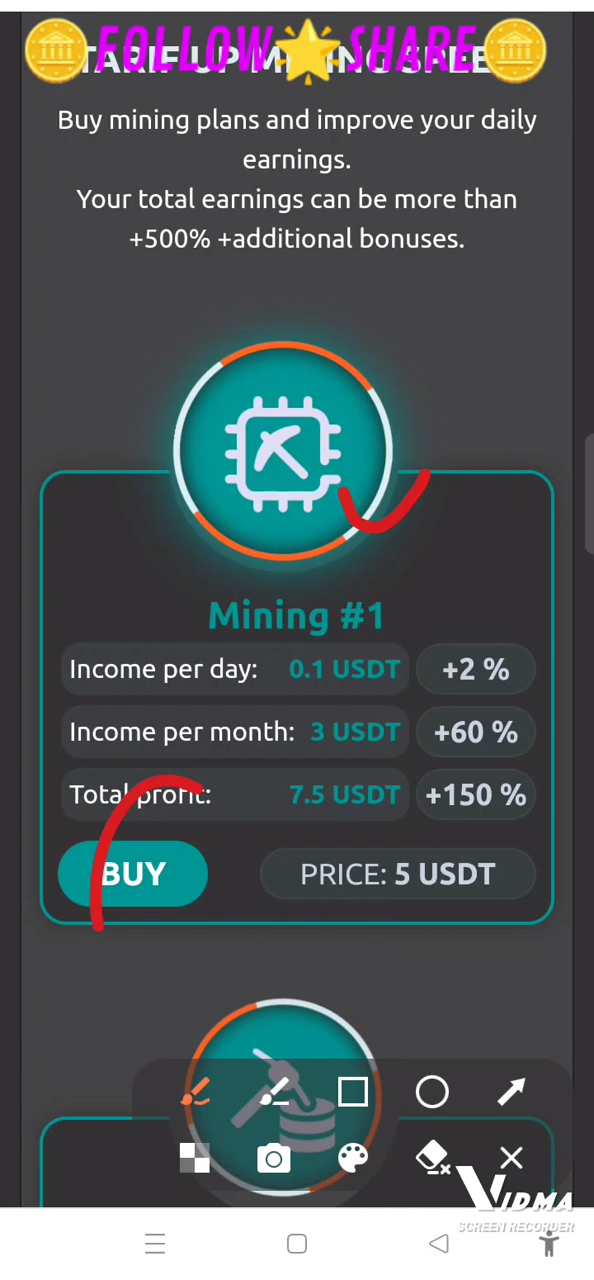 FOLLOW SHARE
Buy mining plans and improve your daily
earnings.
Your total earnings can be more than
+500% +additional bonuses.
Mining #1
Income per day: 0.1 USDT +2 %
Income per month: 3 USDT +60 %
Total profit: 7.5 USDT +150 %
BUY PRICE: 5 USDT
VIDMA
SCREEN RECORDER